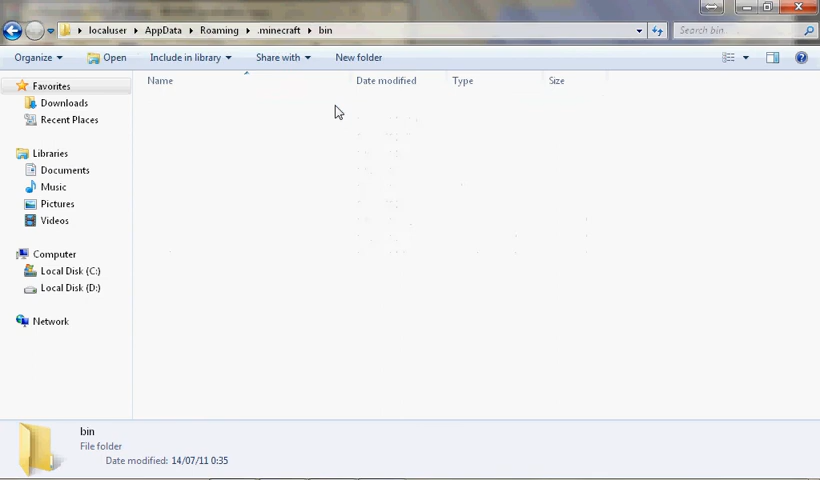 localuser AppData Roaming .minecraft bin Search bin
Organize Open Include in library Share with New folder
Name Date modified Type Size
Favorites
Downloads
Recent Places
Libraries
Documents
Music
Pictures
Videos
Computer
Local Disk (C:)
Local Disk (D:)
Network
bin
File folder
Date modified: 14/07/11 0:35